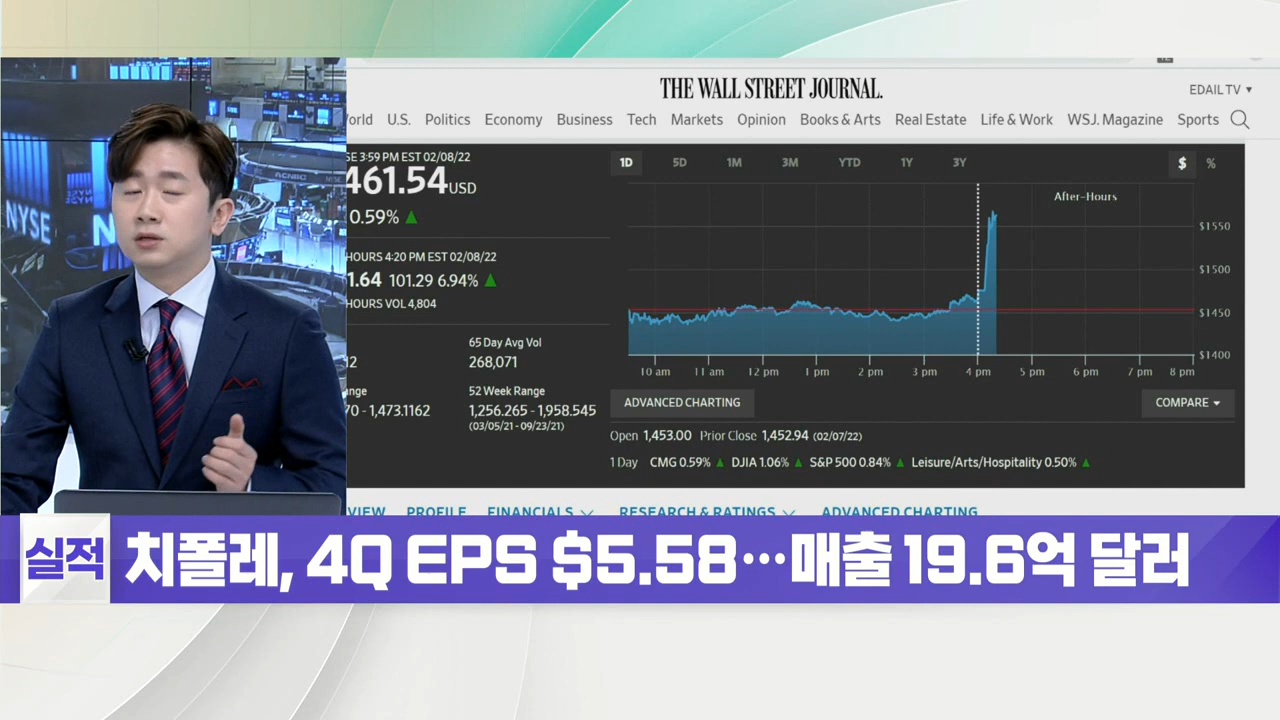 THE WALL STREET JOURNAL.
EDAIL TV
U.S. Politics Economy Business Tech Markets Opinion Books & Arts Real Estate Life & Work WSJ. Magazine Sports
3:59 PM EST 02/08/22
461.54 USD
0.59%
HOURS 4:20 PM EST 02/08/22
1.64 101.29 6.94%
HOURS VOL 4,804
65 Day Avg Vol
268,071
52 Week Range
70 - 1,473.1162
1,256.265 - 1,958.545
(03/05/21 - 09/23/21)
1D 5D 1M 3M YTD 1Y 3Y $ %
After-Hours
$1550
$1500
$1450
$1400
10 am 11 am 12 pm 1 pm 2 pm 3 pm 4 pm 5 pm 6 pm 7 pm 8 pm
ADVANCED CHARTING
COMPARE
Open 1,453.00 Prior Close 1,452.94 (02/07/22)
1 Day CMG 0.59% DJIA 1.06% S&P 500 0.84% Leisure/Arts/Hospitality 0.50%
PROFILE FINANCIALS RESEARCH & RATINGS ADVANCED CHARTING
NYSE
실적
치폴레, 4Q EPS $5.58…매출 19.6억 달러